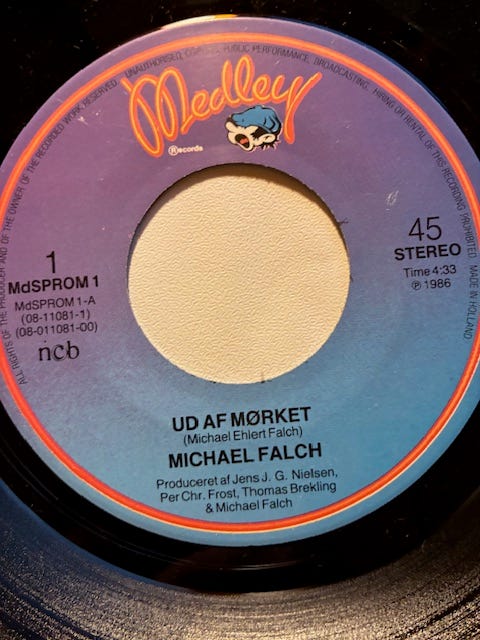 ALL RIGHTS OF THE PRODUCER AND OF THE OWNER OF THE RECORDED WORK RESERVED. UNAUTHORISED COPYING, PUBLIC PERFORMANCE, BROADCASTING, HIRING OR RENTAL OF THIS RECORDING PROHIBITED. MADE IN HOLLAND
Medley
Records
1
MdSPROM 1
MdSPROM 1-A
(08-11081-1)
(08-011081-00)
ncb
45
STEREO
Time 4:33
℗ 1986
UD AF MØRKET
(Michael Ehlert Falch)
MICHAEL FALCH
Produceret af Jens J. G. Nielsen,
Per Chr. Frost, Thomas Brekling
& Michael Falch